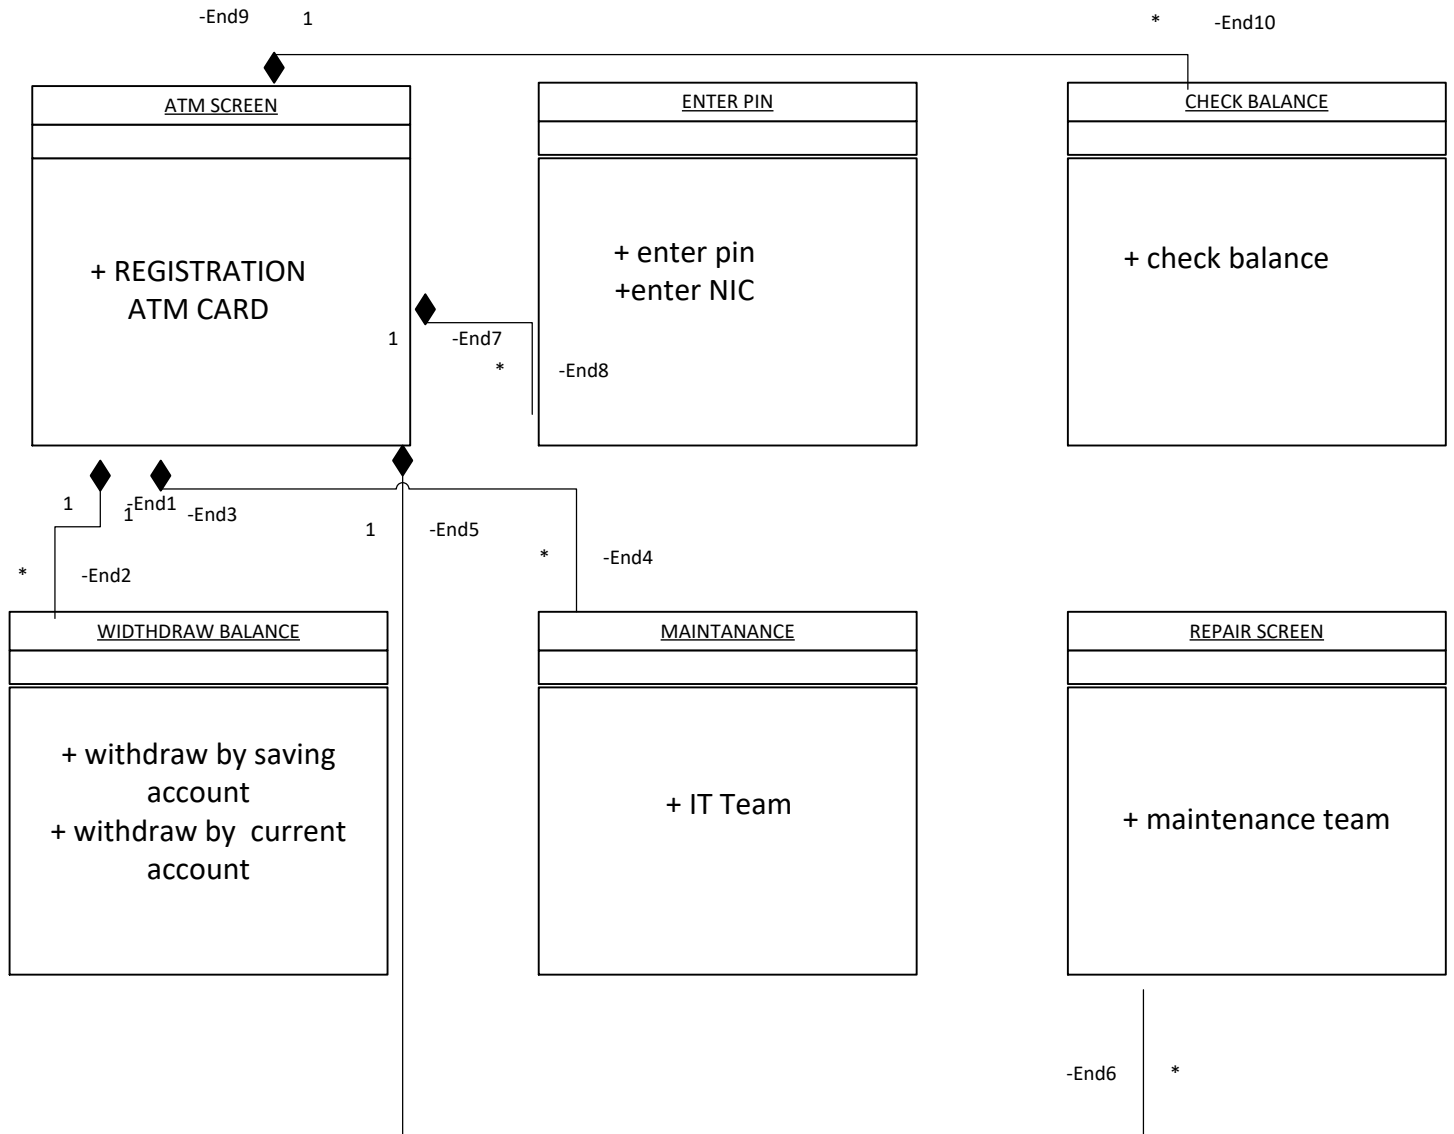 -End9
1
*
-End10
ATM SCREEN
ENTER PIN
CHECK BALANCE
+ REGISTRATION
ATM CARD
+ enter pin
+enter NIC
+ check balance
1
-End7
*
-End8
1
-End1
1
-End3
1
-End5
*
-End4
*
-End2
WIDTHDRAW BALANCE
MAINTANANCE
REPAIR SCREEN
+ withdraw by saving
account
+ withdraw by  current
account
+ IT Team
+ maintenance team
-End6
*